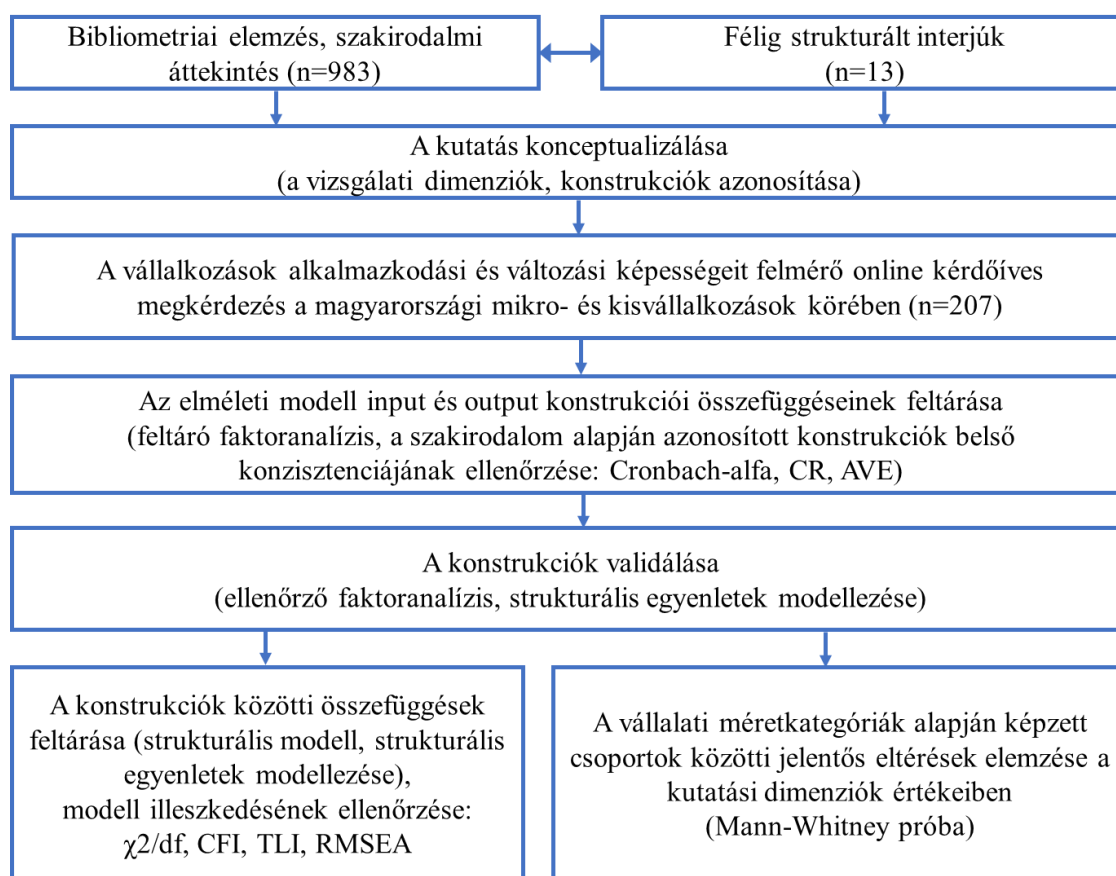 Bibliometriai elemzés, szakirodalmi
áttekintés (n=983)
Félig strukturált interjúk
(n=13)
A kutatás konceptualizálása
(a vizsgálati dimenziók, konstrukciók azonosítása)
A vállalkozások alkalmazkodási és változási képességeit felmérő online kérdőíves
megkérdezés a magyarországi mikro- és kisvállalkozások körében (n=207)
Az elméleti modell input és output konstrukciói összefüggéseinek feltárása
(feltáró faktoranalízis, a szakirodalom alapján azonosított konstrukciók belső
konzisztenciájának ellenőrzése: Cronbach-alfa, CR, AVE)
A konstrukciók validálása
(ellenőrző faktoranalízis, strukturális egyenletek modellezése)
A konstrukciók közötti összefüggések
feltárása (strukturális modell, strukturális
egyenletek modellezése),
modell illeszkedésének ellenőrzése:
χ2/df, CFI, TLI, RMSEA
A vállalati méretkategóriák alapján képzett
csoportok közötti jelentős eltérések elemzése a
kutatási dimenziók értékeiben
(Mann-Whitney próba)